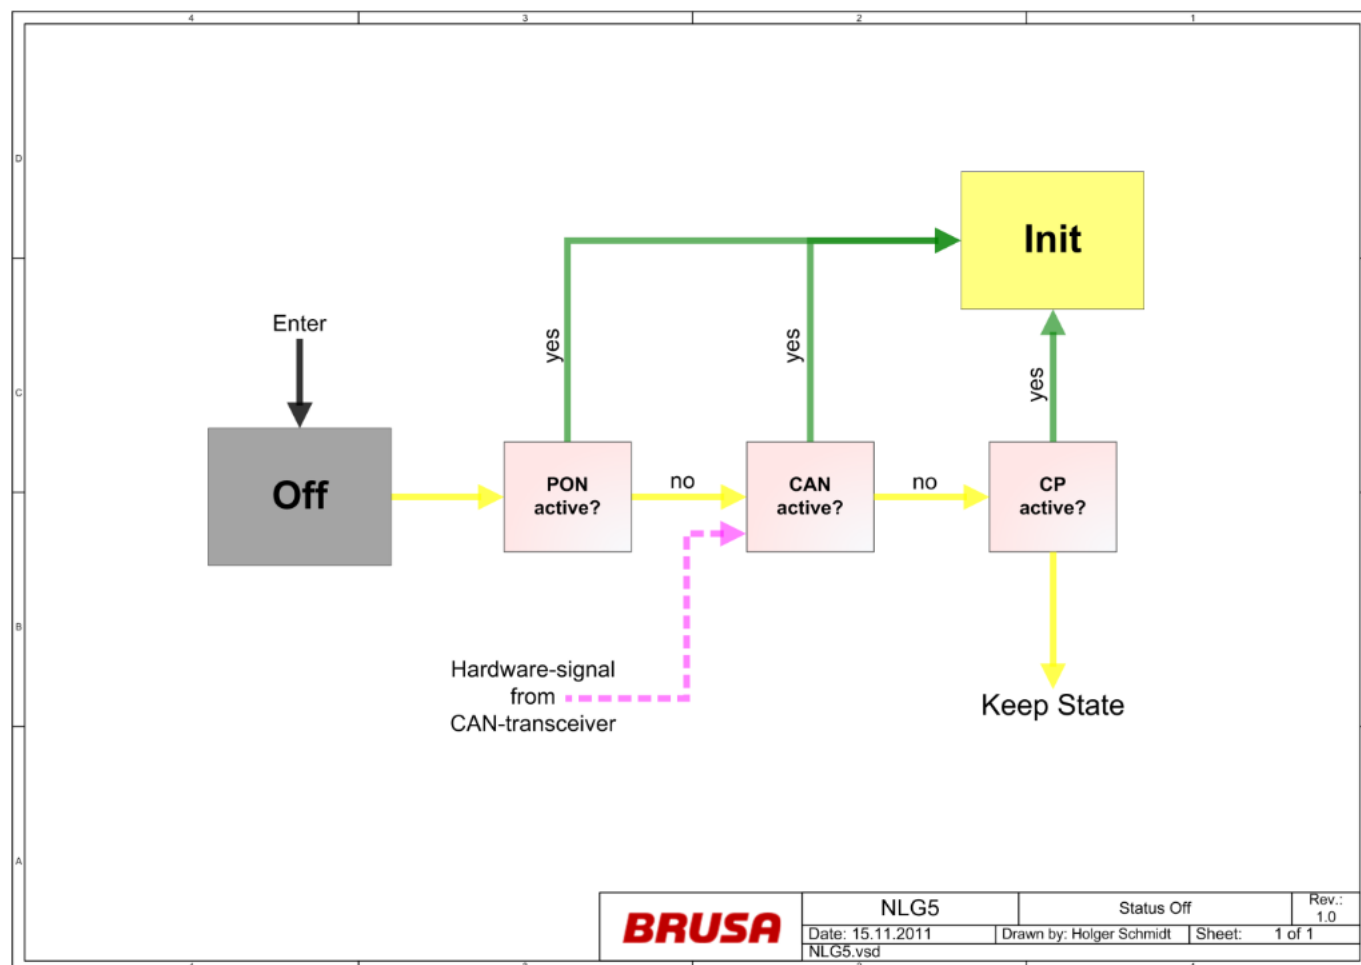 4
3
2
1
D
C
B
A
Init
Enter
yes
yes
yes
Off
PON
active?
no
CAN
active?
no
CP
active?
Hardware-signal
from
CAN-transceiver
Keep State
BRUSA
NLG5
Status Off
Rev.:
1.0
Date: 15.11.2011
Drawn by: Holger Schmidt
Sheet: 1 of 1
NLG5.vsd